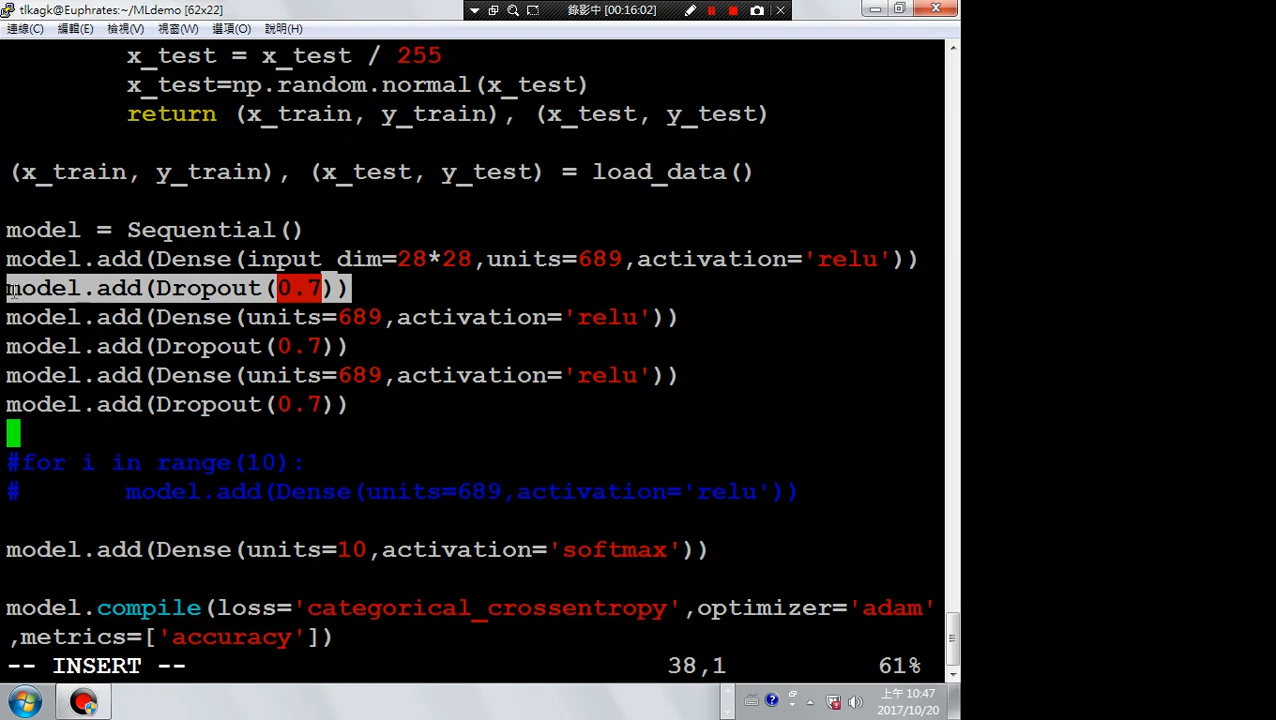 tlkagk@Euphrates:~/MLdemo [62x22]
錄影中 [00:16:02]
連線(C) 編輯(E) 檢視(V) 視窗(W) 選項(O) 說明(H)
x_test = x_test / 255
x_test=np.random.normal(x_test)
return (x_train, y_train), (x_test, y_test)
(x_train, y_train), (x_test, y_test) = load_data()
model = Sequential()
model.add(Dense(input_dim=28*28,units=689,activation='relu'))
model.add(Dropout(0.7))
model.add(Dense(units=689,activation='relu'))
model.add(Dropout(0.7))
model.add(Dense(units=689,activation='relu'))
model.add(Dropout(0.7))
#for i in range(10):
#       model.add(Dense(units=689,activation='relu'))
model.add(Dense(units=10,activation='softmax'))
model.compile(loss='categorical_crossentropy',optimizer='adam'
,metrics=['accuracy'])
-- INSERT -- 38,1 61%
上午 10:47
2017/10/20